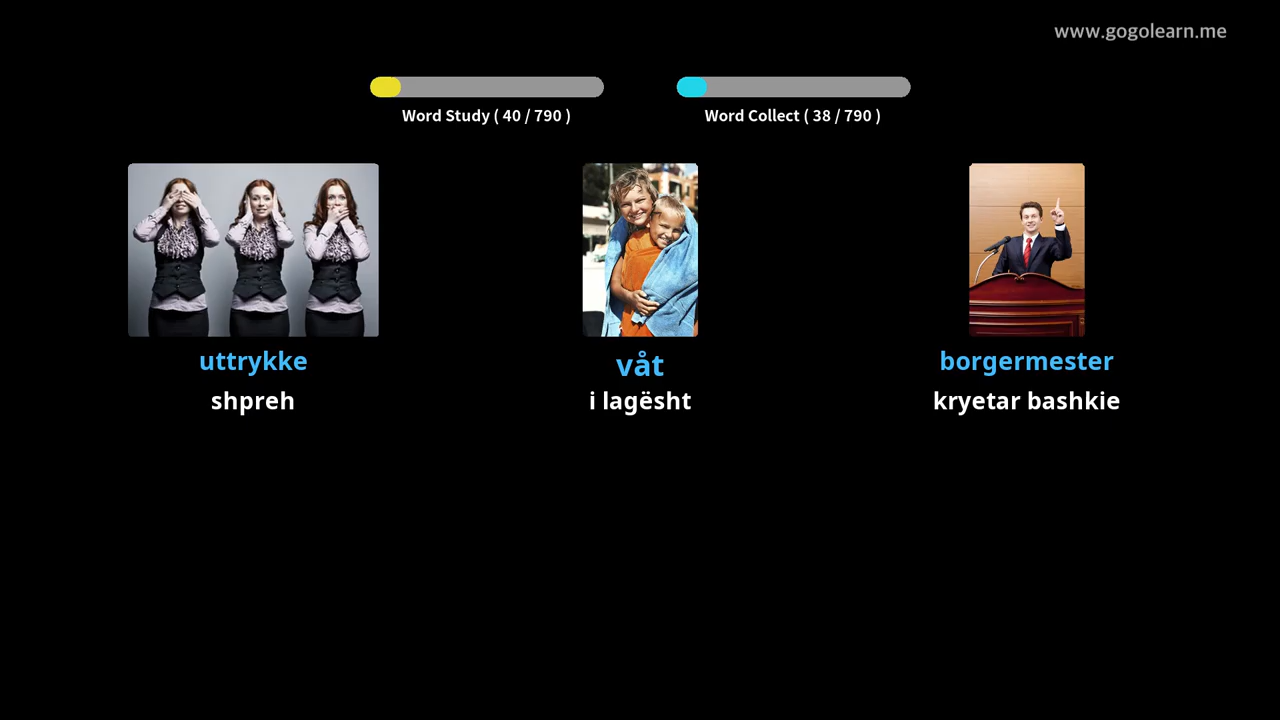 www.gogolearn.me
Word Study ( 40 / 790 )
Word Collect ( 38 / 790 )
uttrykke
shpreh
våt
i lagësht
borgermester
kryetar bashkie